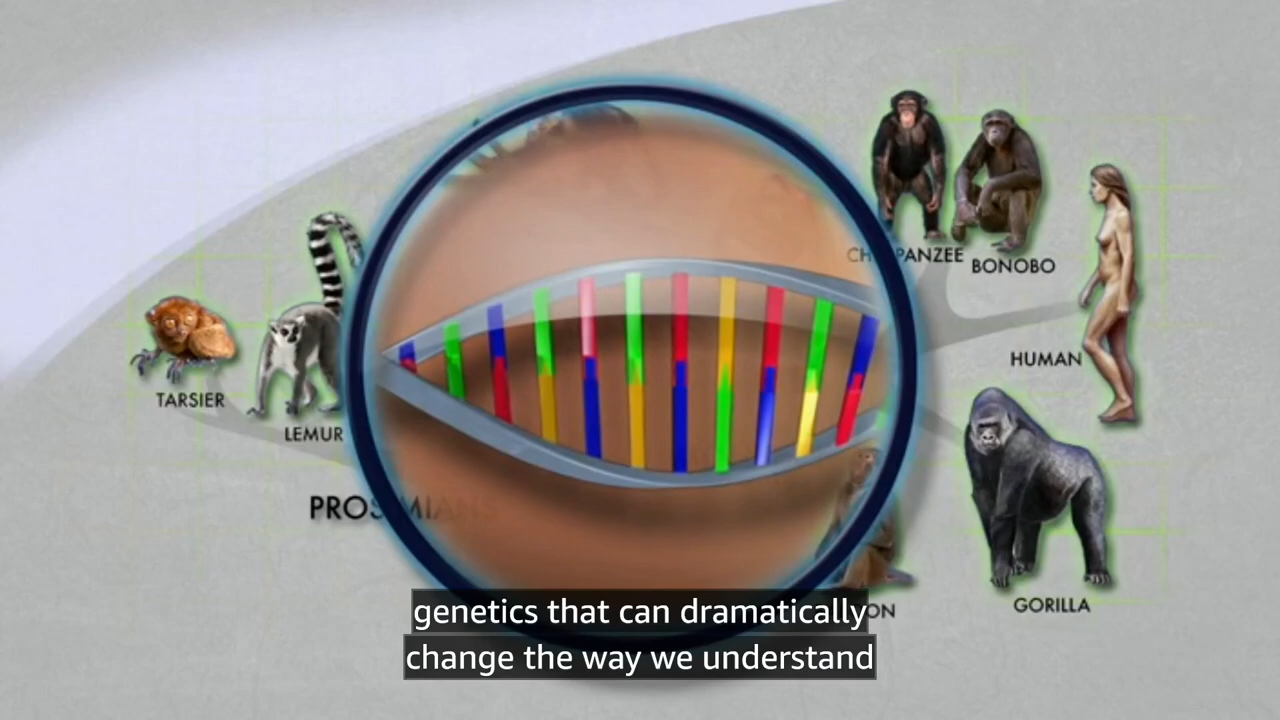 CHIMPANZEE
BONOBO
HUMAN
TARSIER
LEMUR
PROSIMIANS
GORILLA
genetics that can dramatically
change the way we understand